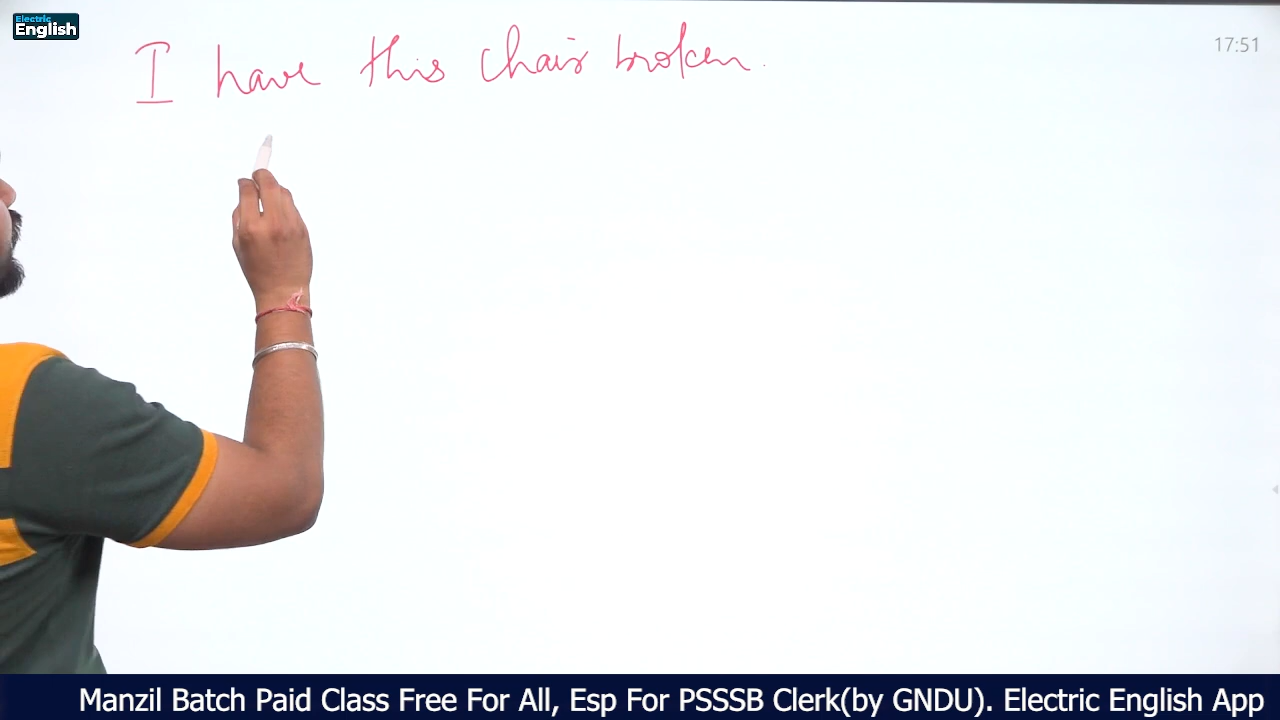 Electric
English
I have this chair broken.
17:51
Manzil Batch Paid Class Free For All, Esp For PSSSB Clerk(by GNDU). Electric English App